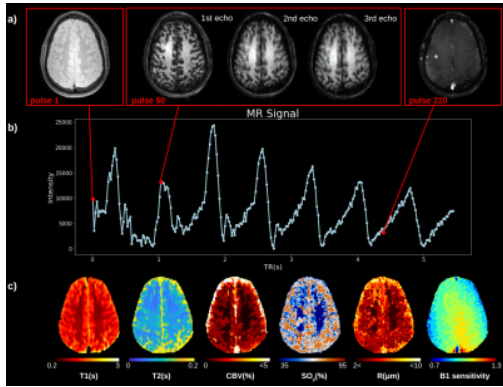 a)
1st echo
2nd echo
3rd echo
pulse 1
pulse 50
pulse 210
b)
MR Signal
25000
20000
15000
10000
5000
0
Intensity
0 1 2 3 4 5
TR(s)
c)
0.2 3
T1(s)
0 0.2
T2(s)
0 <5
CBV(%)
35 95
SO₂(%)
2< <10
R(μm)
0.7 1.1
B1 sensitivity